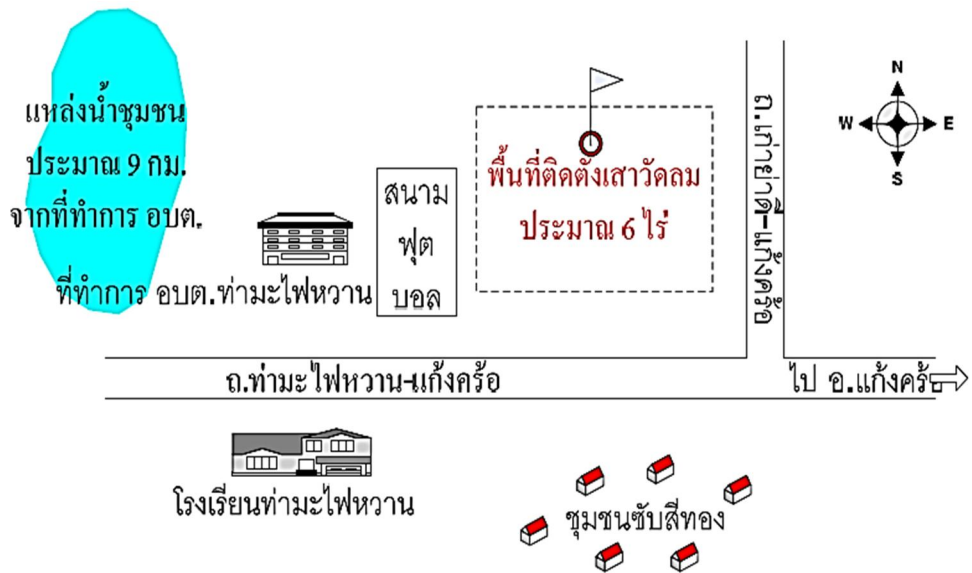 แหล่งน้ำชุมชน
ประมาณ 9 กม.
จากที่ทำการ อบต.
ที่ทำการ อบต.ท่ามะไฟหวาน
สนาม
ฟุต
บอล
พื้นที่ติดตั้งเสาวัดลม
ประมาณ 6 ไร่
ถ.เก่าย่าดี-แก้งคร้อ
N
W E
S
ถ.ท่ามะไฟหวาน-แก้งคร้อ
ไป อ.แก้งคร้อ
โรงเรียนท่ามะไฟหวาน
ชุมชนซับสีทอง